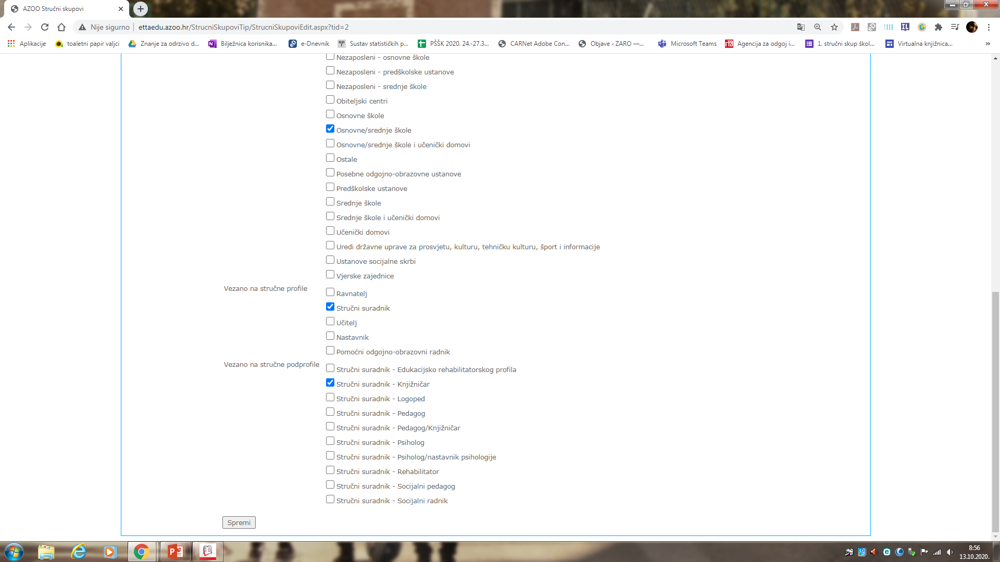 AZOO Stručni skupovi
Nije sigurno | ettaedu.azoo.hr/StrucniSkupoviTip/StrucniSkupoviEdit.aspx?tid=2
Aplikacije toaletni papir valjci Znanje za odrzivo d... Bilježnica korisnika... e-Dnevnik Sustav statističkih p... PŠŠK 2020. 24.-27.3... CARNet Adobe Con... Objave ‹ ZARO —... Microsoft Teams Agencija za odgoj i... 1. stručni skup škol... Virtualna knjižnica... »
Nezaposleni - osnovne škole
Nezaposleni - predškolske ustanove
Nezaposleni - srednje škole
Obiteljski centri
Osnovne škole
Osnovne/srednje škole
Osnovne/srednje škole i učenički domovi
Ostale
Posebne odgojno-obrazovne ustanove
Predškolske ustanove
Srednje škole
Srednje škole i učenički domovi
Učenički domovi
Uredi državne uprave za prosvjetu, kulturu, tehničku kulturu, šport i informacije
Ustanove socijalne skrbi
Vjerske zajednice
Vezano na stručne profile
Ravnatelj
Stručni suradnik
Učitelj
Nastavnik
Pomoćni odgojno-obrazovni radnik
Vezano na stručne podprofile
Stručni suradnik - Edukacijsko rehabilitatorskog profila
Stručni suradnik - Knjižničar
Stručni suradnik - Logoped
Stručni suradnik - Pedagog
Stručni suradnik - Pedagog/Knjižničar
Stručni suradnik - Psiholog
Stručni suradnik - Psiholog/nastavnik psihologije
Stručni suradnik - Rehabilitator
Stručni suradnik - Socijalni pedagog
Stručni suradnik - Socijalni radnik
Spremi
8:56
13.10.2020.